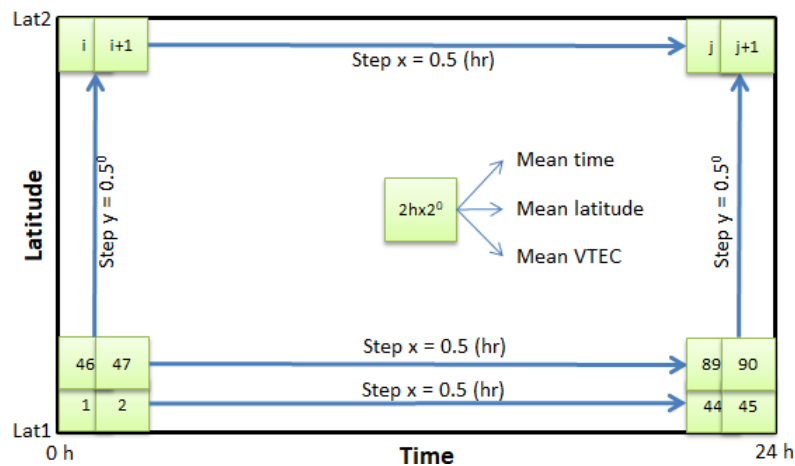 Lat2
i
i+1
Step x = 0.5 (hr)
j
j+1
Latitude
Step y = 0.5⁰
2hx2⁰
Mean time
Mean latitude
Mean VTEC
Step y = 0.5⁰
46
47
Step x = 0.5 (hr)
89
90
1
2
Step x = 0.5 (hr)
44
45
Lat1
0 h
Time
24 h